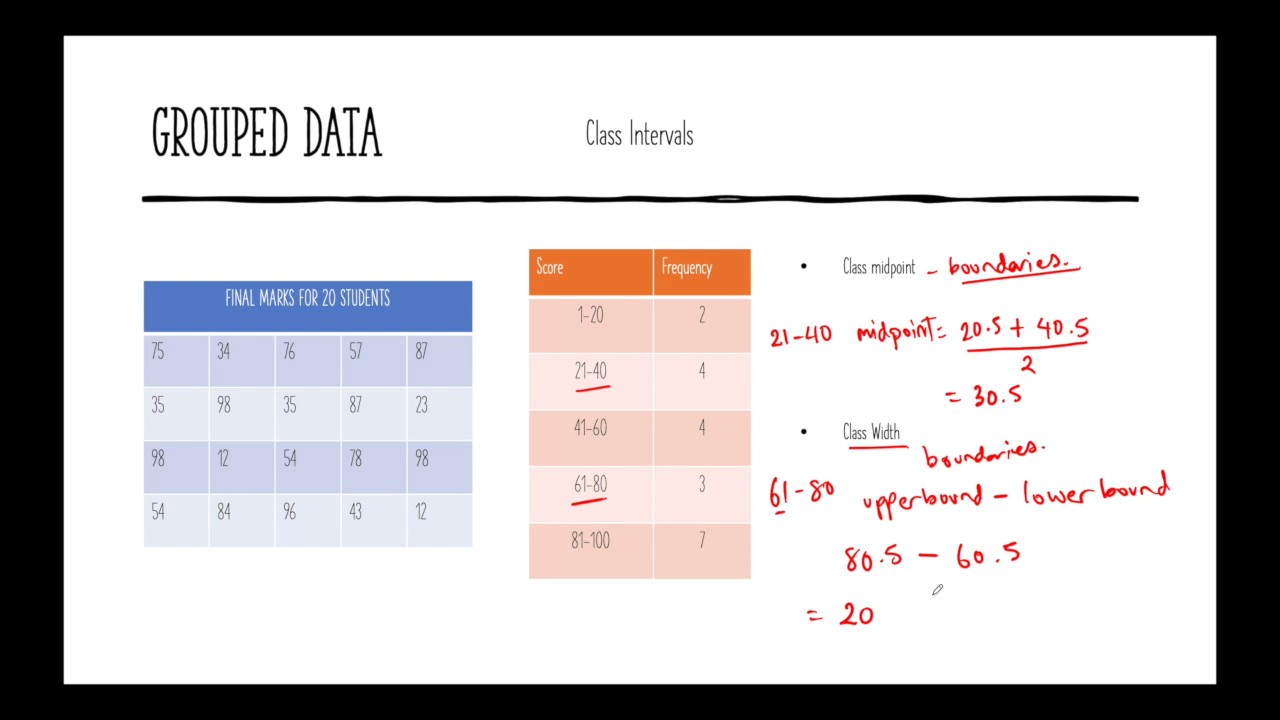 GROUPED DATA
Class Intervals
FINAL MARKS FOR 20 STUDENTS
75 34 76 57 87
35 98 35 87 23
98 12 54 78 98
54 84 96 43 12
Score Frequency
1-20 2
21-40 4
41-60 4
61-80 3
81-100 7
• Class midpoint - boundaries.
21-40 midpoint = 20.5 + 40.5
2
= 30.5
• Class Width
boundaries.
61-80 upperbound - lowerbound
80.5 - 60.5
= 20